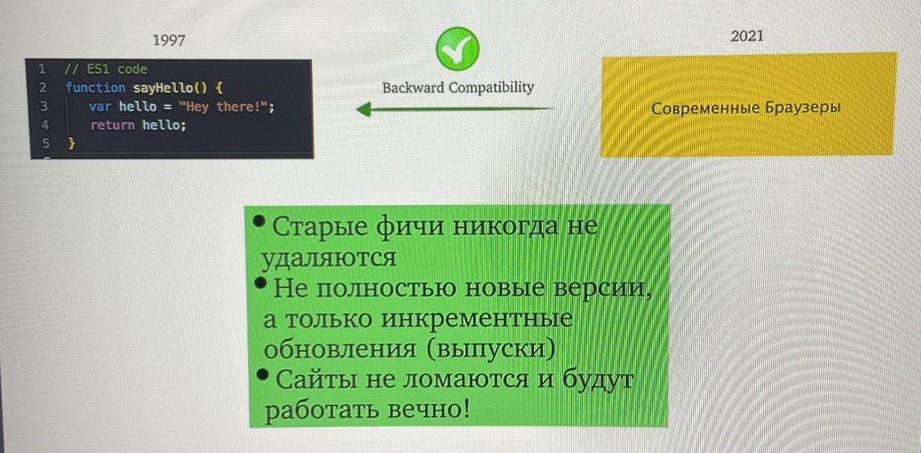 1997
2021
1 // ES1 code
2 function sayHello() {
3 var hello = "Hey there!";
4 return hello;
5 }
Backward Compatibility
Современные Браузеры
• Старые фичи никогда не
удаляются
• Не полностью новые версии,
а только инкрементные
обновления (выпуски)
• Сайты не ломаются и будут
работать вечно!